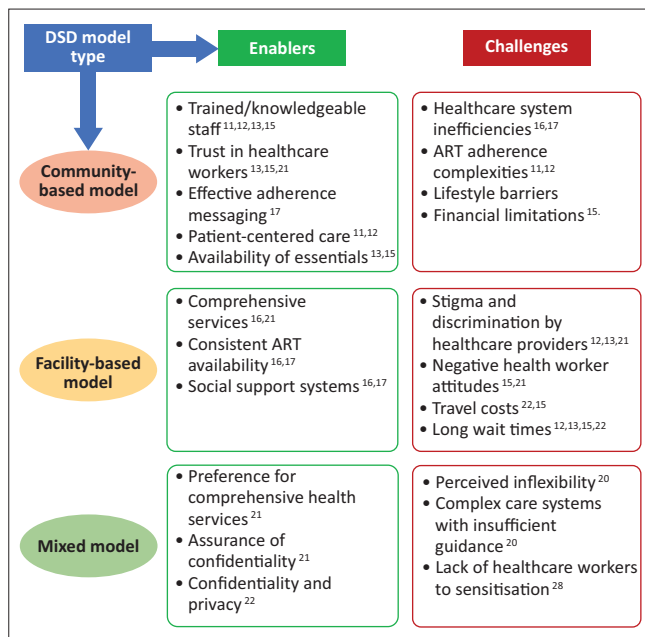 DSD model
type
Enablers
Challenges
Community-
based model
• Trained/knowledgeable
staff 11,12,13,15
• Trust in healthcare
workers 13,15,21
• Effective adherence
messaging 17
• Patient-centered care 11,12
• Availability of essentials 13,15
• Healthcare system
inefficiencies 16,17
• ART adherence
complexities 11,12
• Lifestyle barriers
• Financial limitations 15.
Facility-based
model
• Comprehensive
services 16,21
• Consistent ART
availability 16,17
• Social support systems 16,17
• Stigma and
discrimination by
healthcare providers 12,13,21
• Negative health worker
attitudes 15,21
• Travel costs 22,15
• Long wait times 12,13,15,22
Mixed model
• Preference for
comprehensive health
services 21
• Assurance of
confidentiality 21
• Confidentiality and
privacy 22
• Perceived inflexibility 20
• Complex care systems
with insufficient
guidance 20
• Lack of healthcare workers
to sensitisation 28